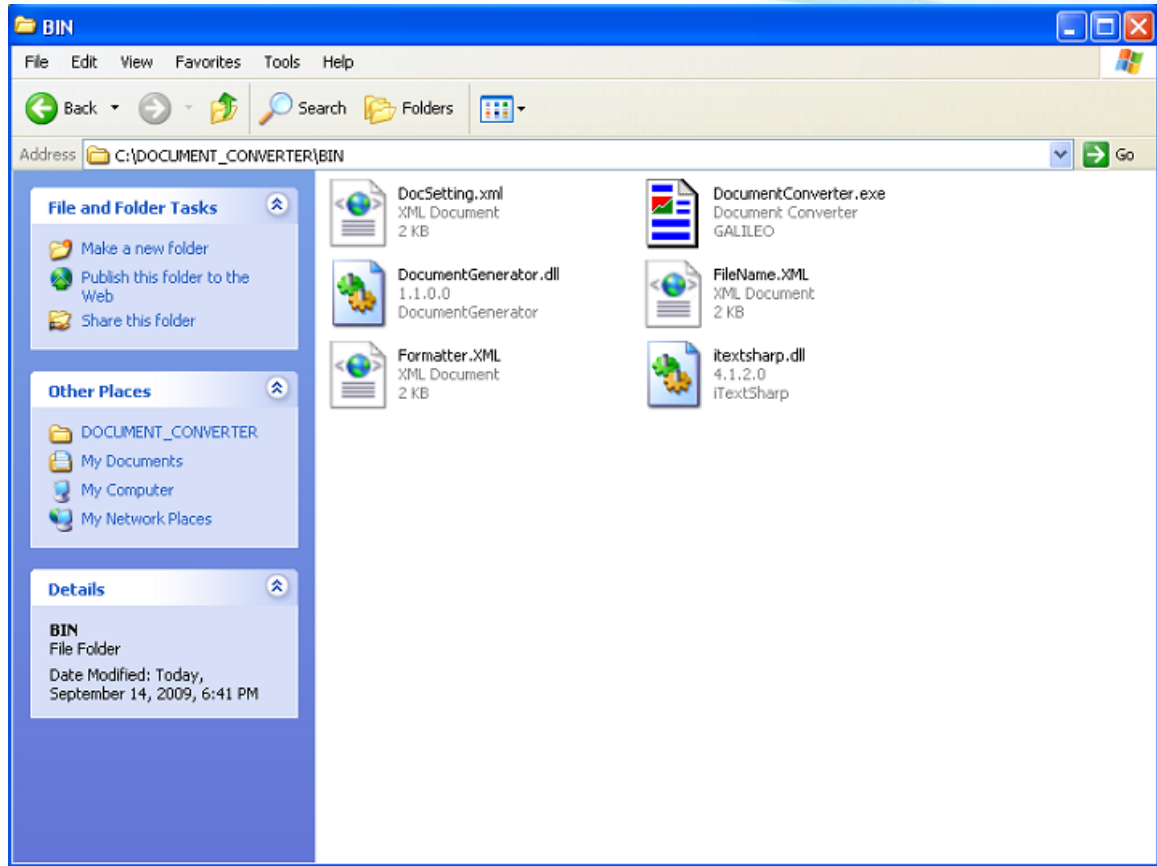 BIN
File Edit View Favorites Tools Help
Back Search Folders
Address C:\DOCUMENT_CONVERTER\BIN Go
File and Folder Tasks
Make a new folder
Publish this folder to the
Web
Share this folder
Other Places
DOCUMENT_CONVERTER
My Documents
My Computer
My Network Places
Details
BIN
File Folder
Date Modified: Today,
September 14, 2009, 6:41 PM
DocSetting.xml
XML Document
2 KB
DocumentConverter.exe
Document Converter
GALILEO
DocumentGenerator.dll
1.1.0.0
DocumentGenerator
FileName.XML
XML Document
2 KB
Formatter.XML
XML Document
2 KB
itextsharp.dll
4.1.2.0
iTextSharp